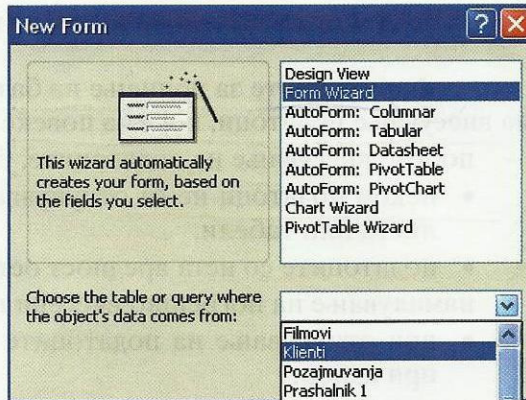 New Form
This wizard automatically
creates your form, based on
the fields you select.
Design View
Form Wizard
AutoForm: Columnar
AutoForm: Tabular
AutoForm: Datasheet
AutoForm: PivotTable
AutoForm: PivotChart
Chart Wizard
PivotTable Wizard
Choose the table or query where
the object's data comes from:
Filmovi
Klienti
Pozajmuvanja
Prashalnik 1